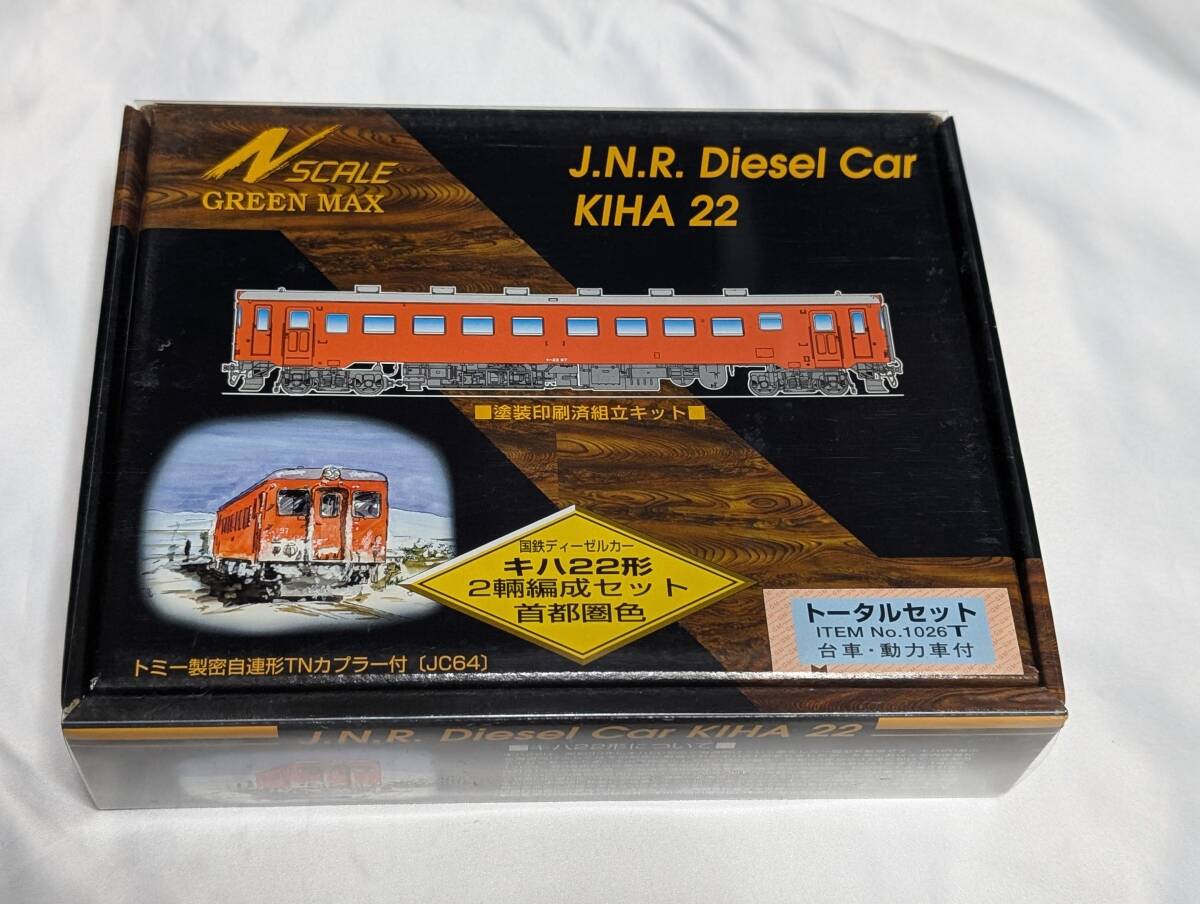 N SCALE
GREEN MAX
J.N.R. Diesel Car
KIHA 22
■塗装印刷済組立キット■
国鉄ディーゼルカー
キハ22形
2輌編成セット
首都圏色
トータルセット
ITEM No.1026T
台車・動力車付
トミー製密自連形TNカプラー付〔JC64〕
J.N.R. Diesel Car KIHA 22
■キハ22形について■